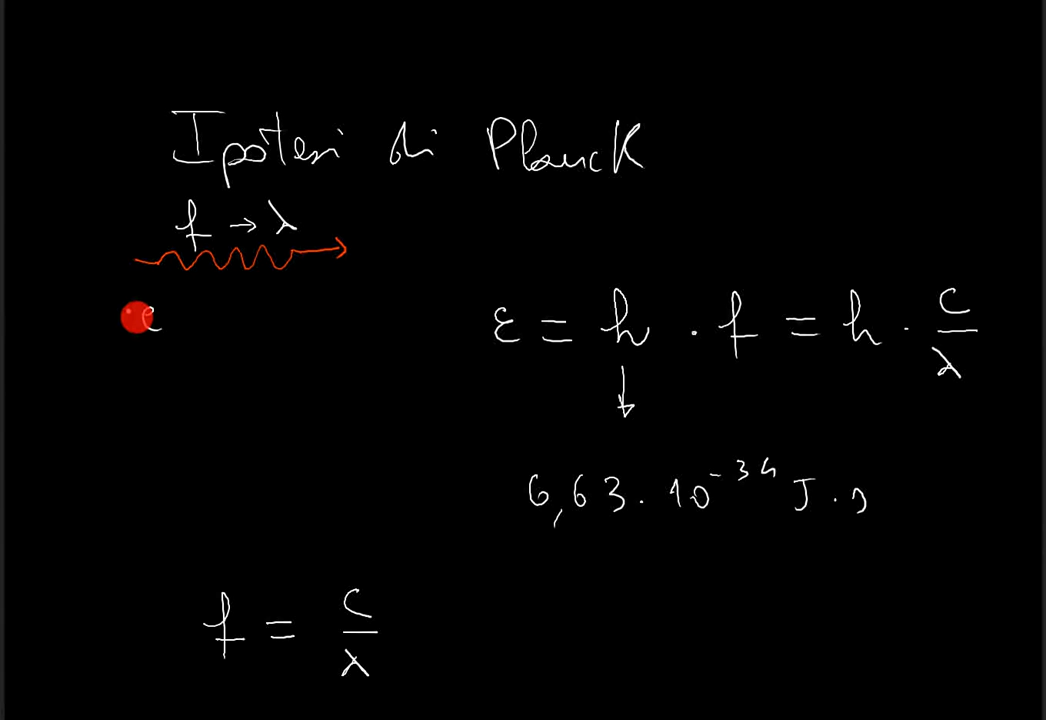 Ipotesi di Planck
f → λ
ε = h · f = h · c/λ
↓
6,63 · 10⁻³⁴ J · s
f = c/λ